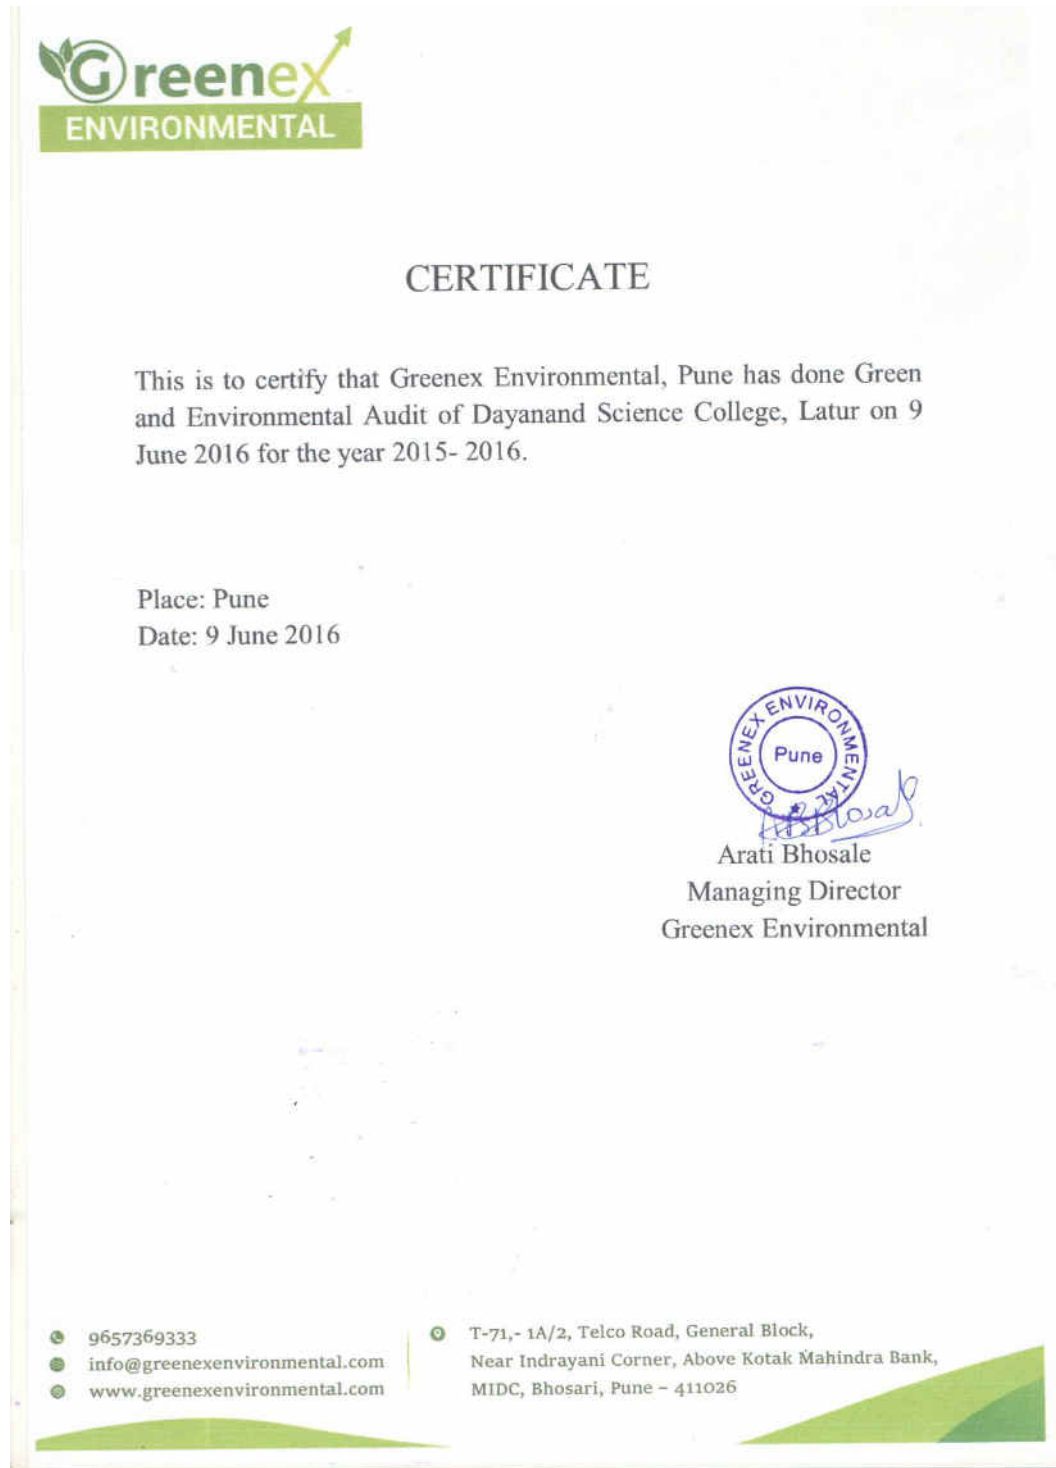 Greenex
ENVIRONMENTAL
CERTIFICATE
This is to certify that Greenex Environmental, Pune has done Green
and Environmental Audit of Dayanand Science College, Latur on 9
June 2016 for the year 2015- 2016.
Place: Pune
Date: 9 June 2016
GREENEX ENVIRONMENTAL
Pune
ABBhosale
Arati Bhosale
Managing Director
Greenex Environmental
9657369333
info@greenexenvironmental.com
www.greenexenvironmental.com
T-71,- 1A/2, Telco Road, General Block,
Near Indrayani Corner, Above Kotak Mahindra Bank,
MIDC, Bhosari, Pune – 411026